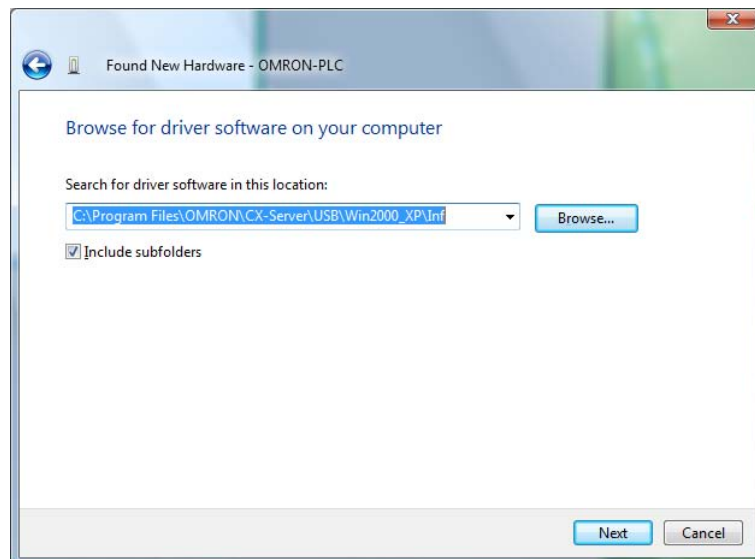 Found New Hardware - OMRON-PLC
Browse for driver software on your computer
Search for driver software in this location:
C:\Program Files\OMRON\CX-Server\USB\Win2000_XP\Inf
Browse...
Include subfolders
Next
Cancel